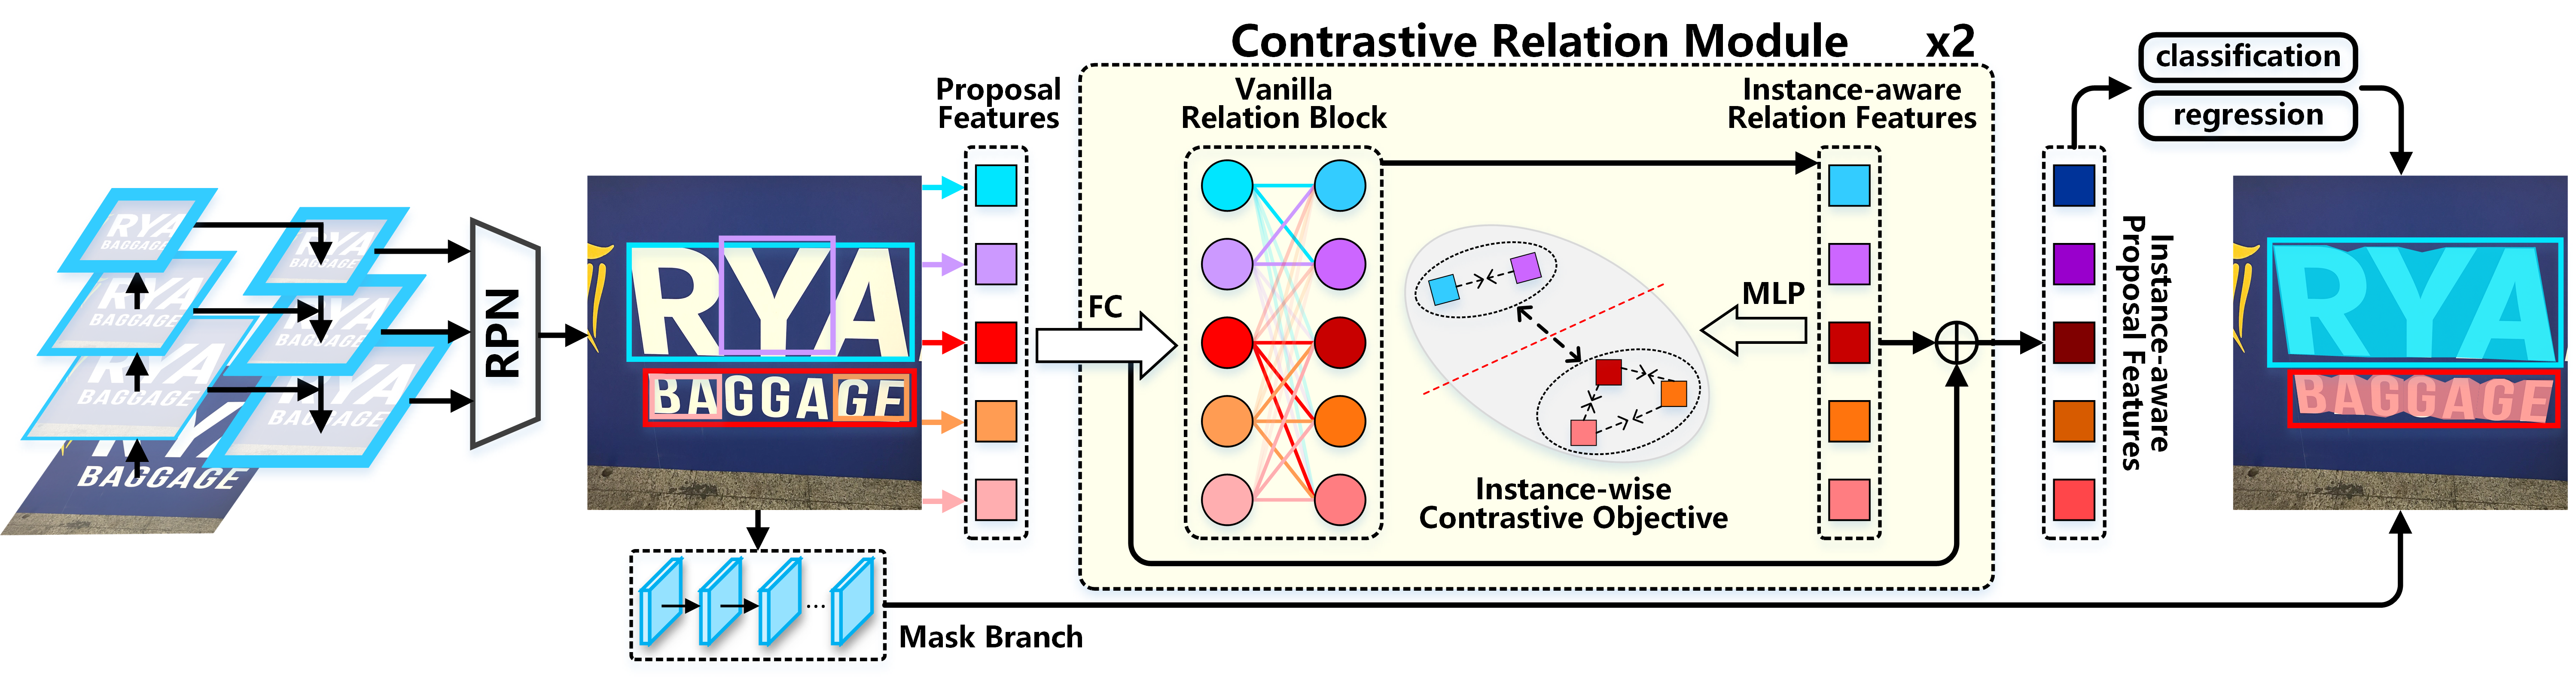 Contrastive Relation Module x2
Proposal
Features
Vanilla
Relation Block
Instance-aware
Relation Features
classification
regression
RYA
BAGGAGE
RYA
BAGGAGE
RYA
BAGGAGE
RYA
BAGGAGE
RYA
BAGGAGE
RYA
BAGGAGE
BAGGAGE
RPN
RYA
BAGGAGE
FC
MLP
Instance-wise
Contrastive Objective
Instance-aware
Proposal Features
RYA
BAGGAGE
Mask Branch